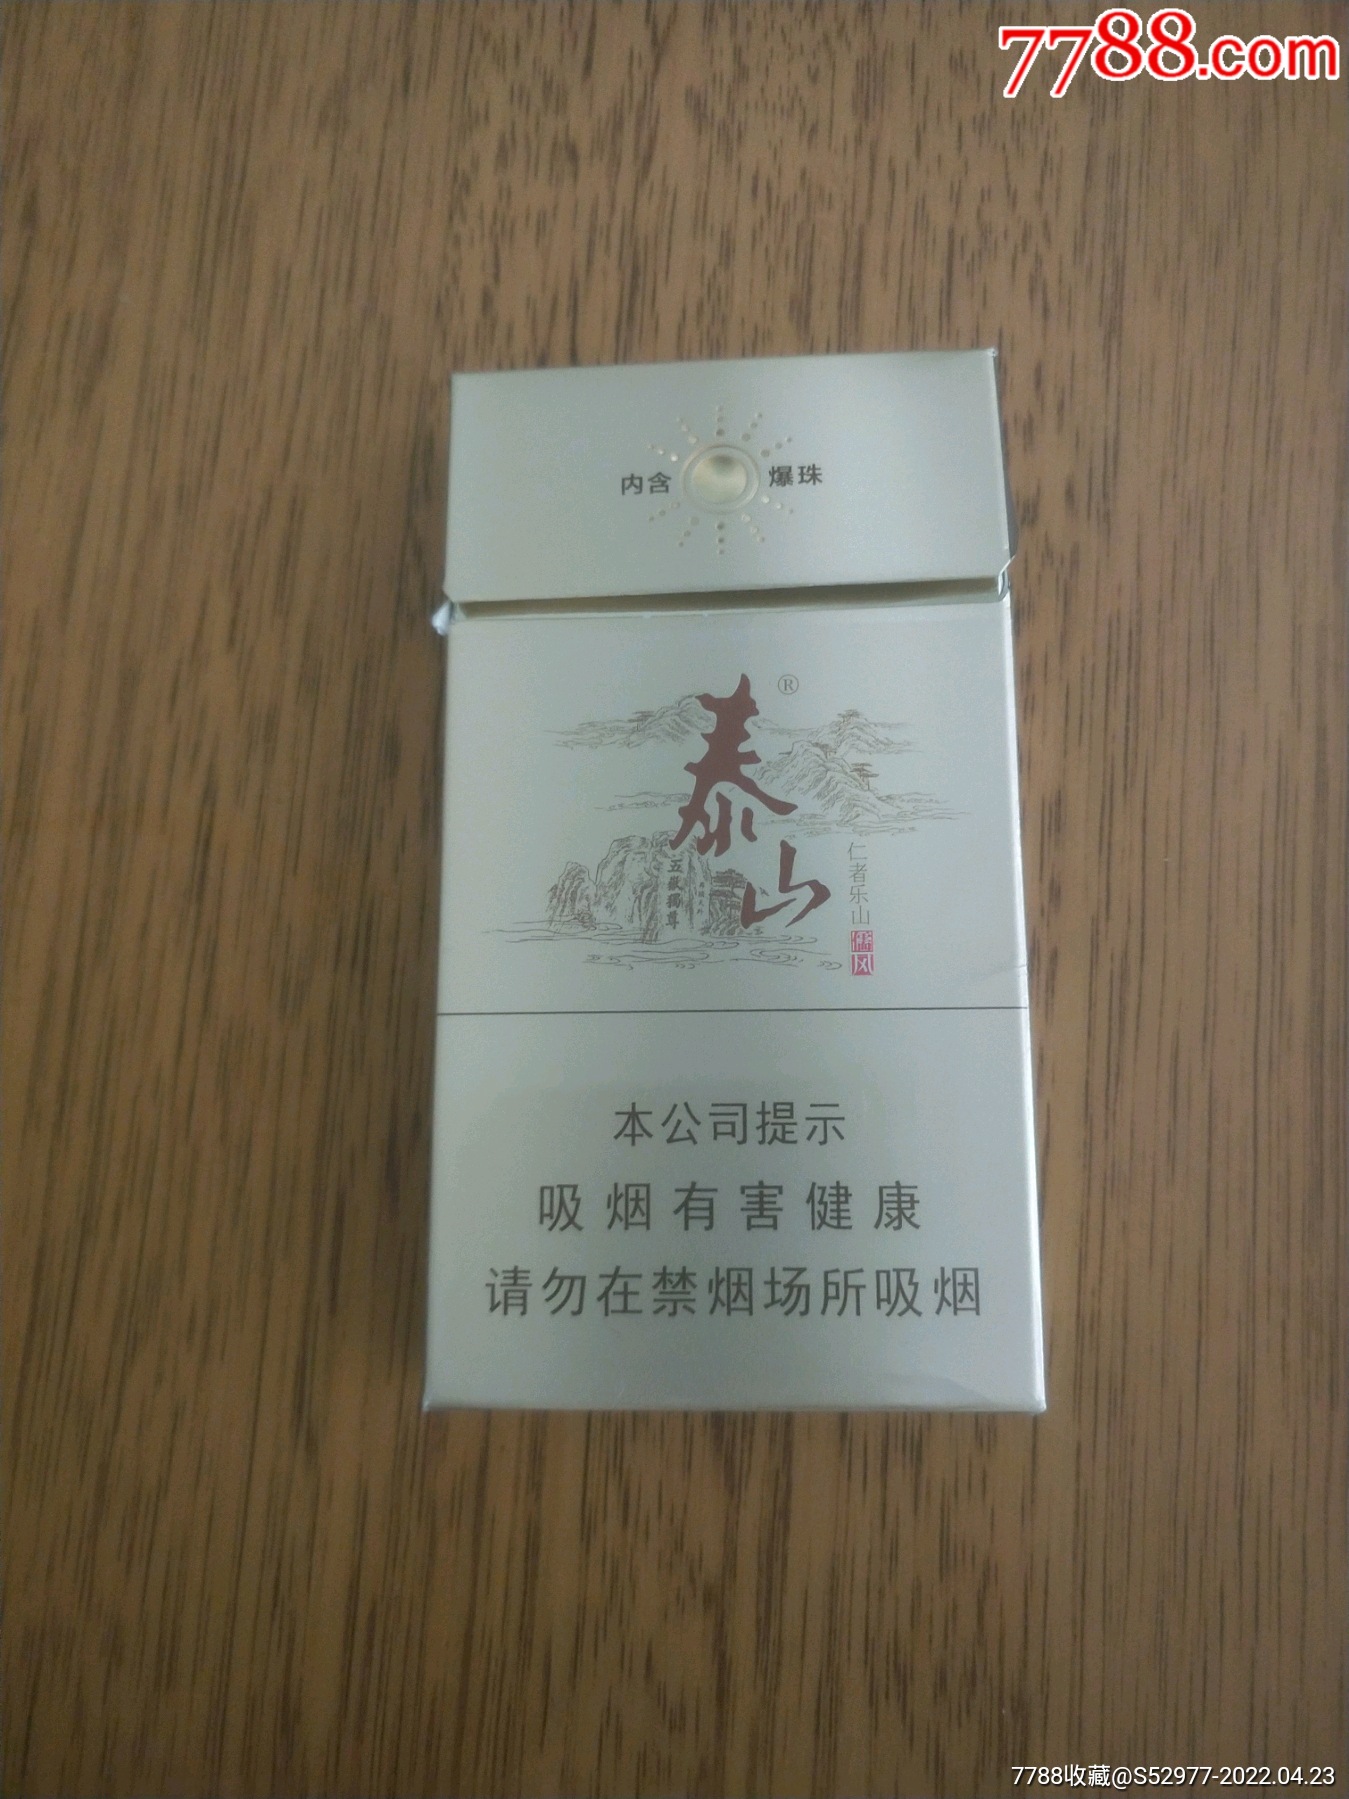 7788.com
内含 爆珠
泰山®
仁者乐山
儒风
五嶽獨尊
本公司提示
吸烟有害健康
请勿在禁烟场所吸烟
7788收藏@S52977-2022.04.23